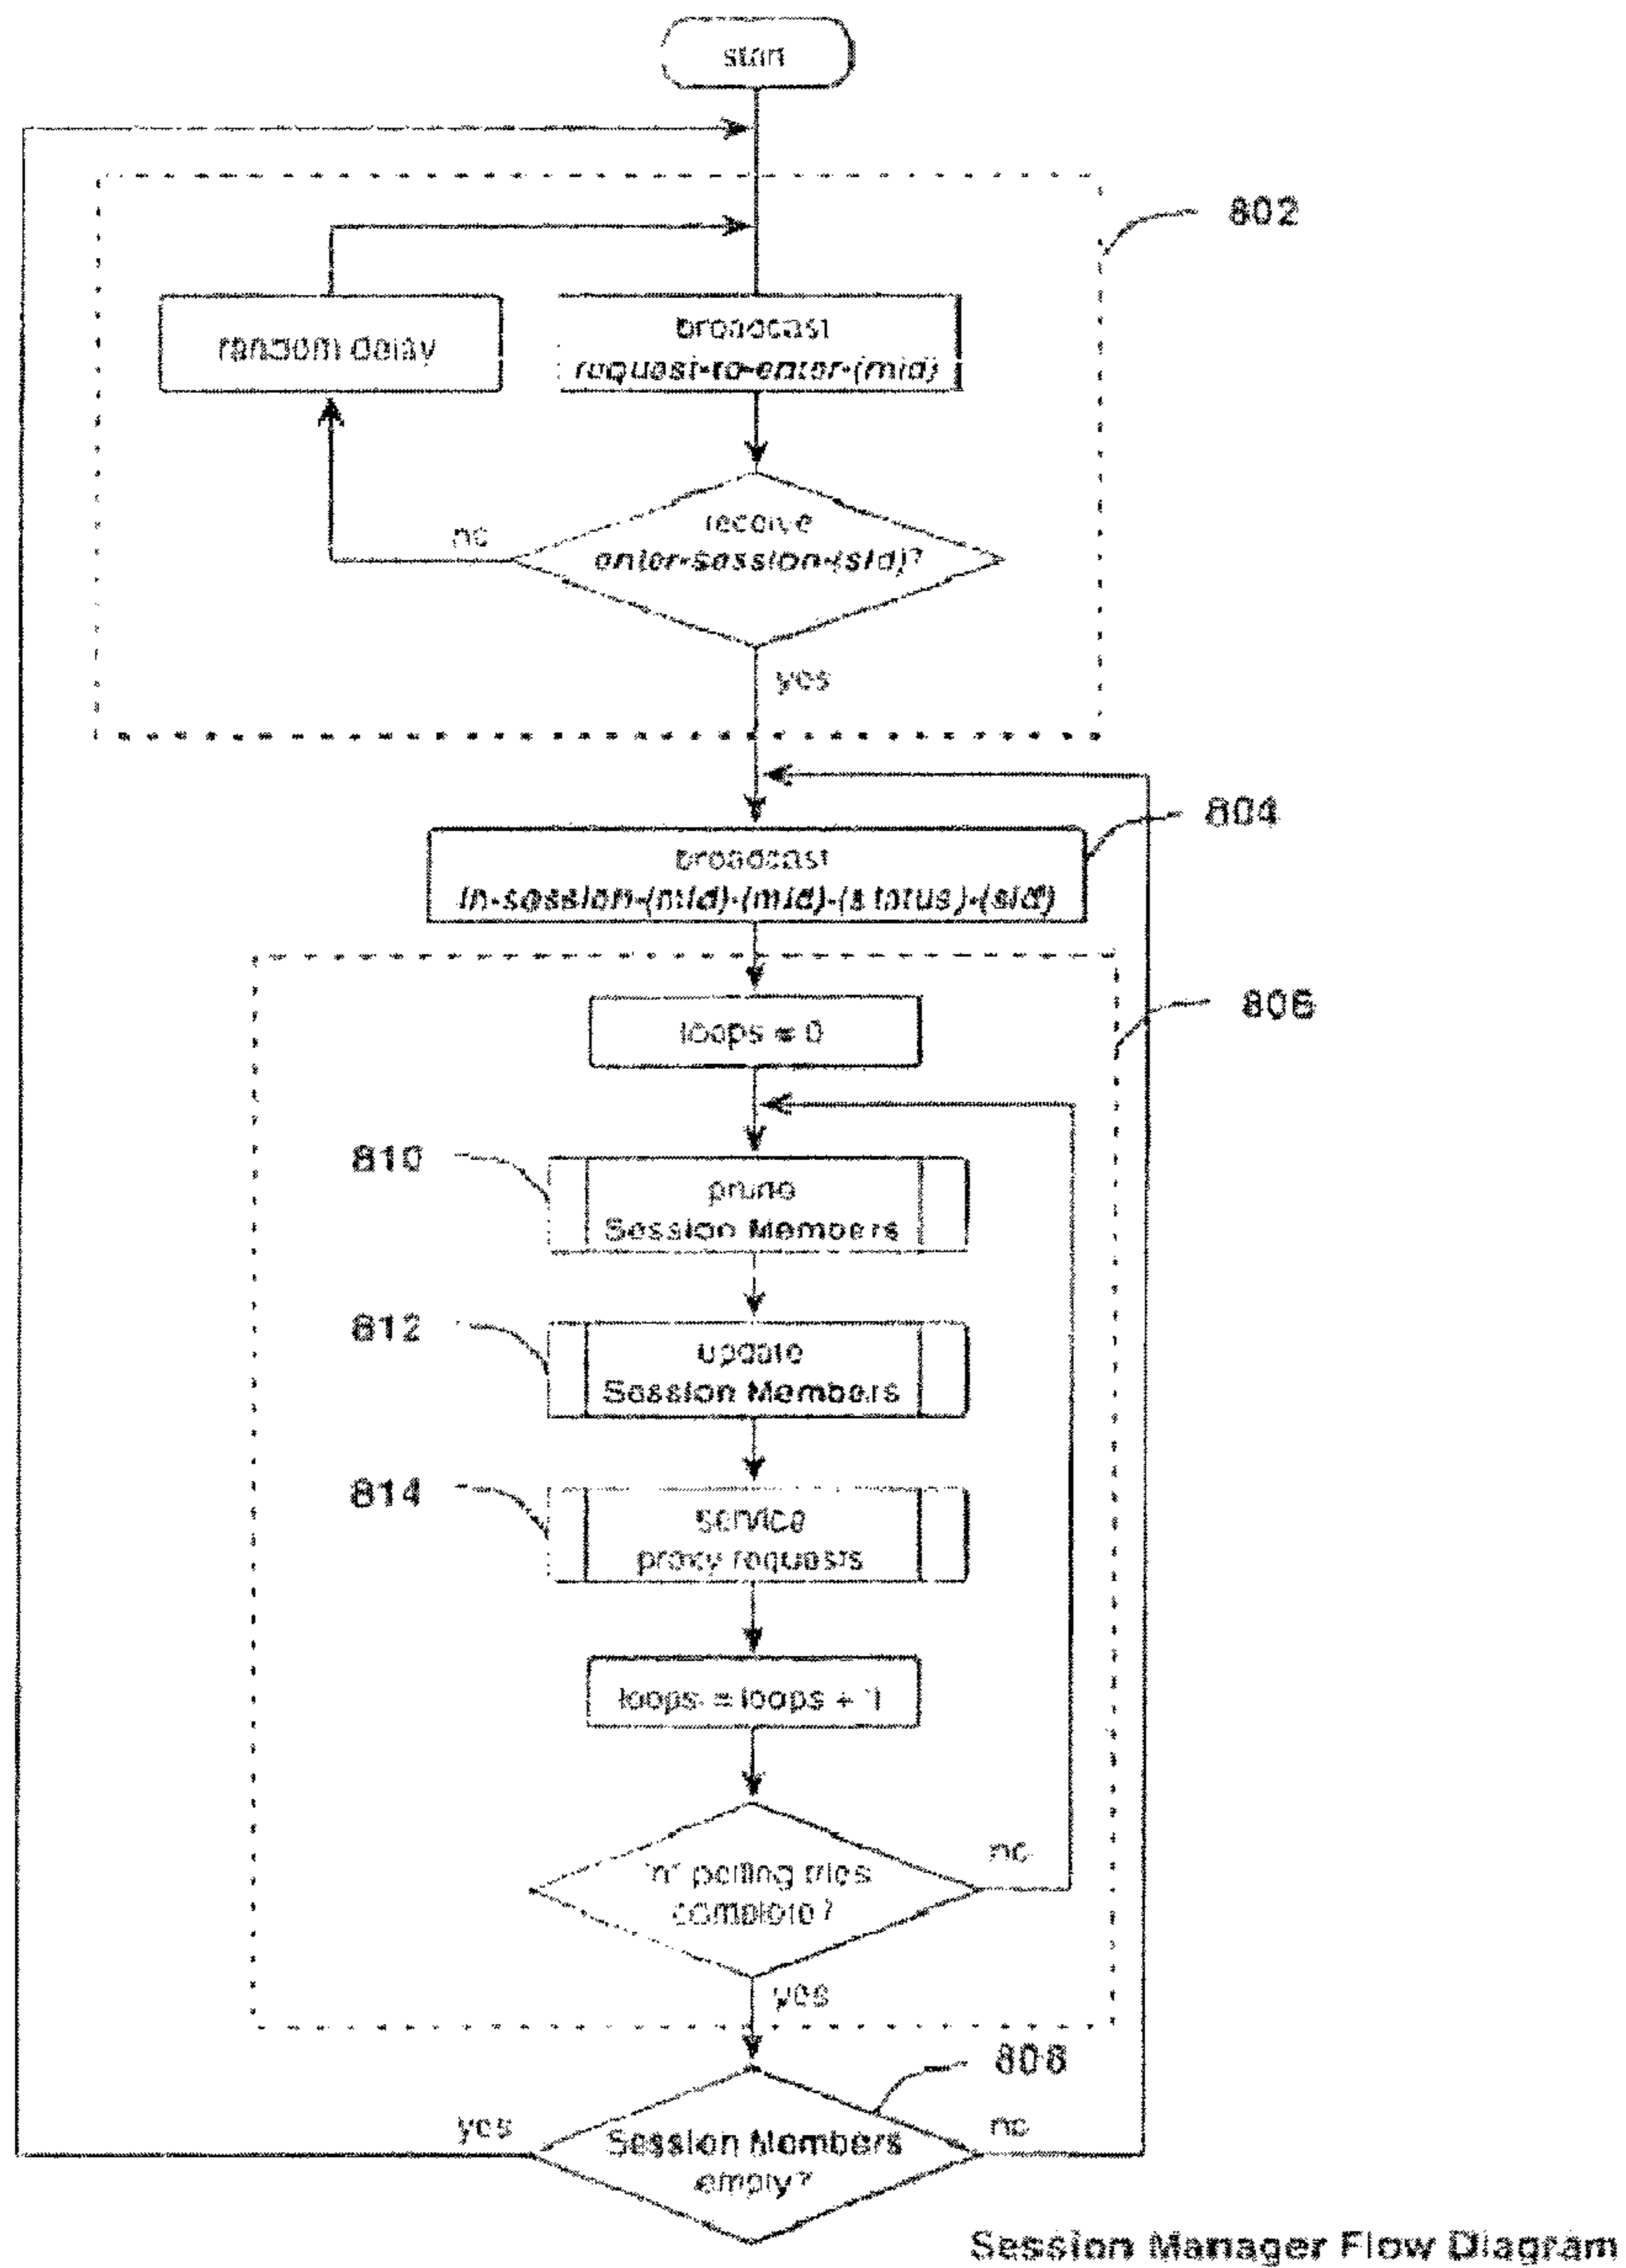 start
802
random delay
broadcast
request-to-enter-(mid)
receive
enter-session-(sid)?
no
yes
804
broadcast
in-session-(mid)-(mid)-(status)-(sid)
806
loops = 0
810
prune
Session Members
812
update
Session Members
814
service
proxy requests
loops = loops + 1
'n' polling tries
complete?
no
yes
808
Session Members
empty?
yes
no
Session Manager Flow Diagram